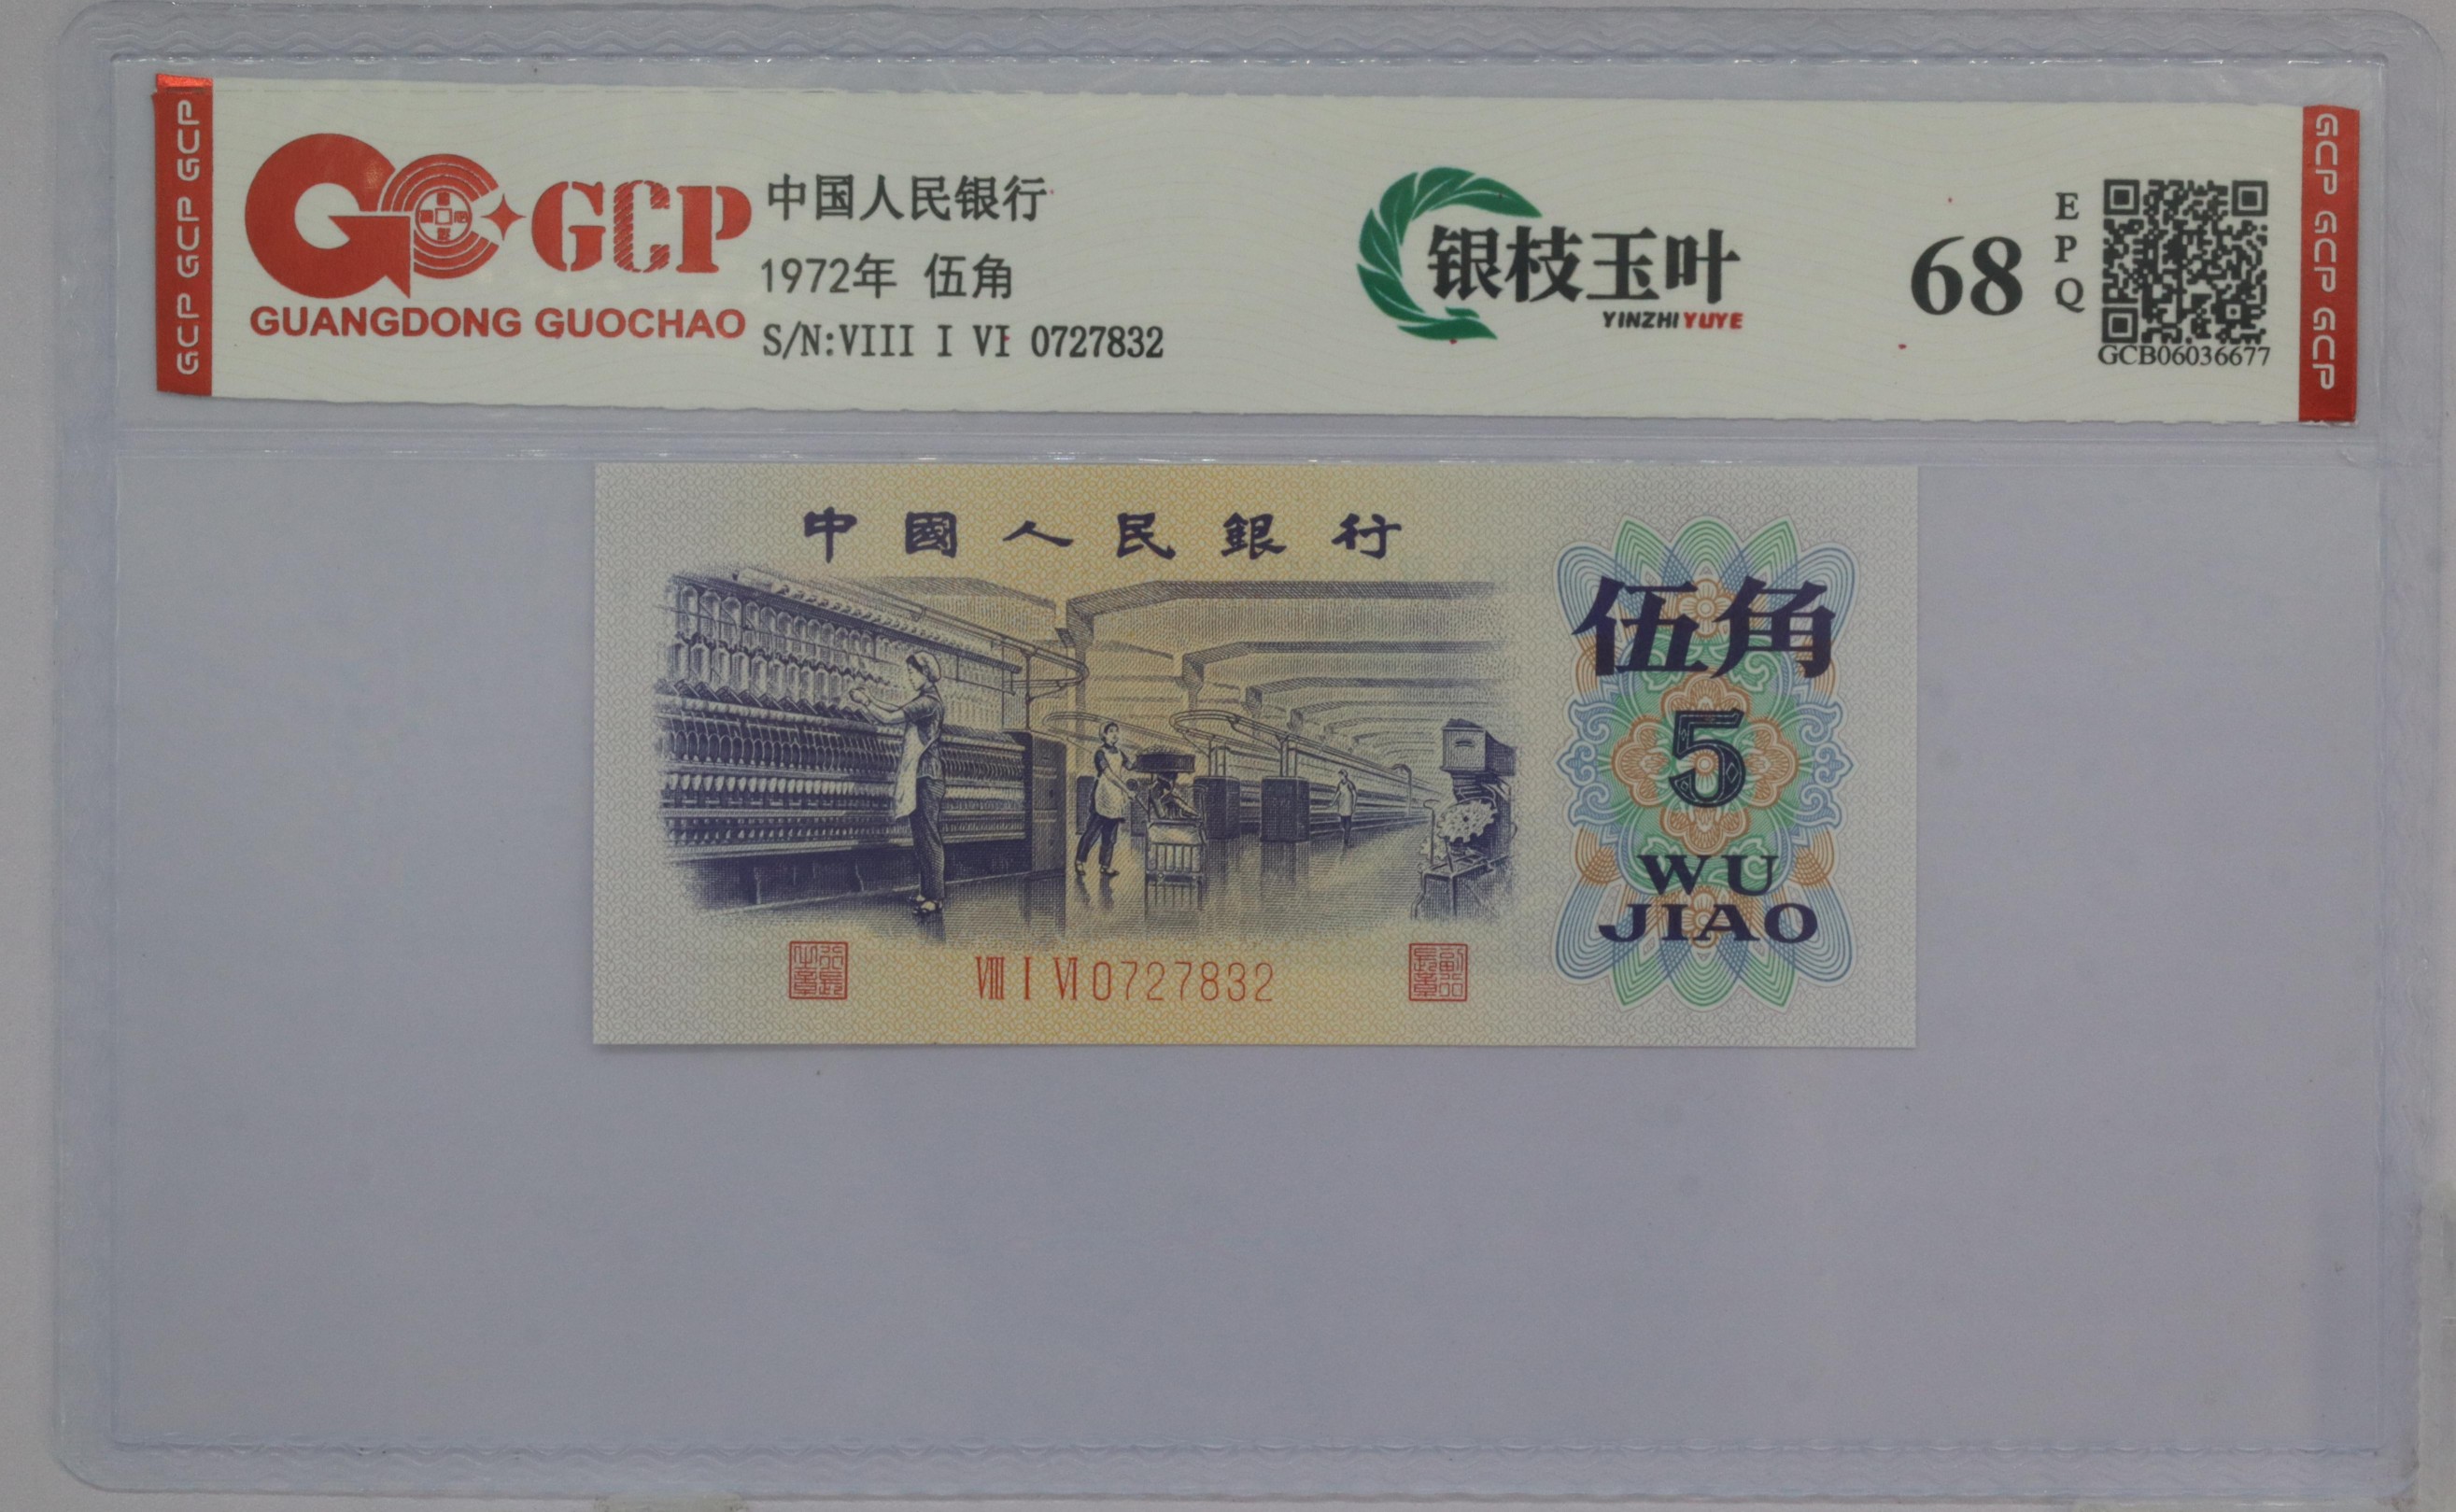 GCP GCP GCP
GCP
GUANGDONG GUOCHAO
中国人民银行
1972年 伍角
S/N:VIII I VI 0727832
银枝玉叶
YINZHIYUYE
68
EPQ
GCB06036677
GCP GCP GCP
中國人民銀行
伍角
5
WU
JIAO
VIII I VI 0727832